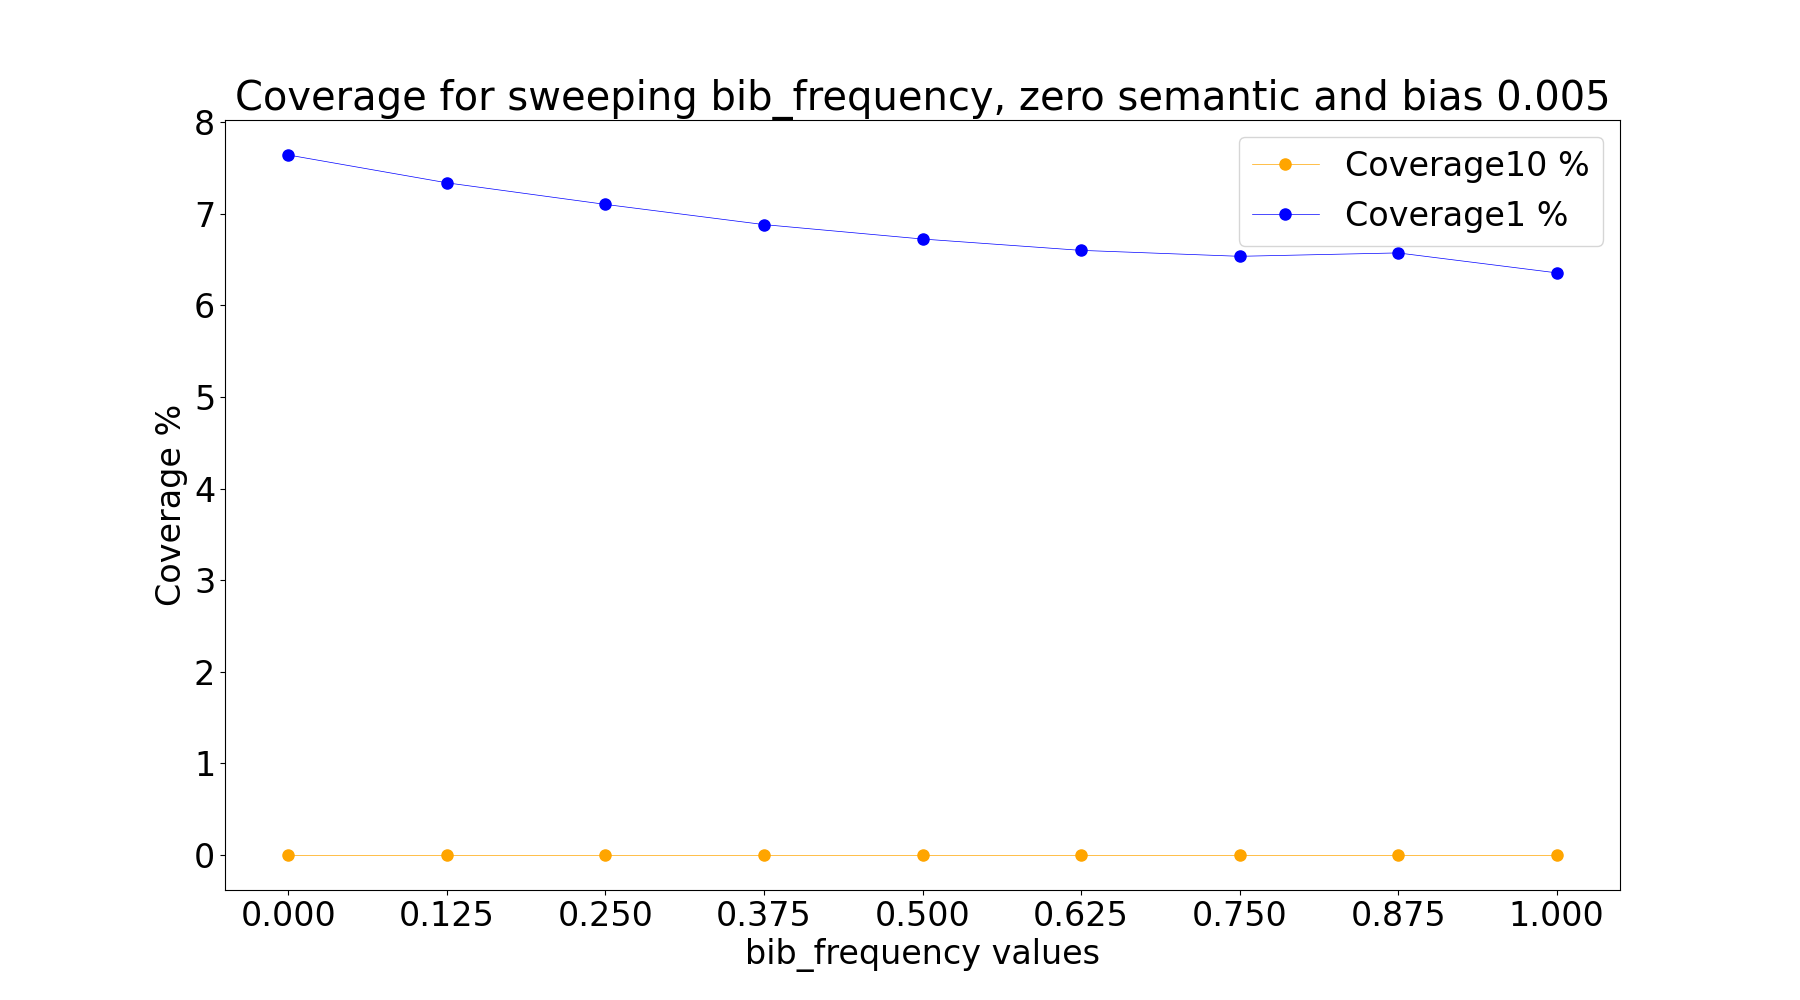 Coverage for sweeping bib_frequency, zero semantic and bias 0.005
8
7
6
5
4
3
2
1
0
Coverage %
Coverage10 %
Coverage1 %
0.000 0.125 0.250 0.375 0.500 0.625 0.750 0.875 1.000
bib_frequency values